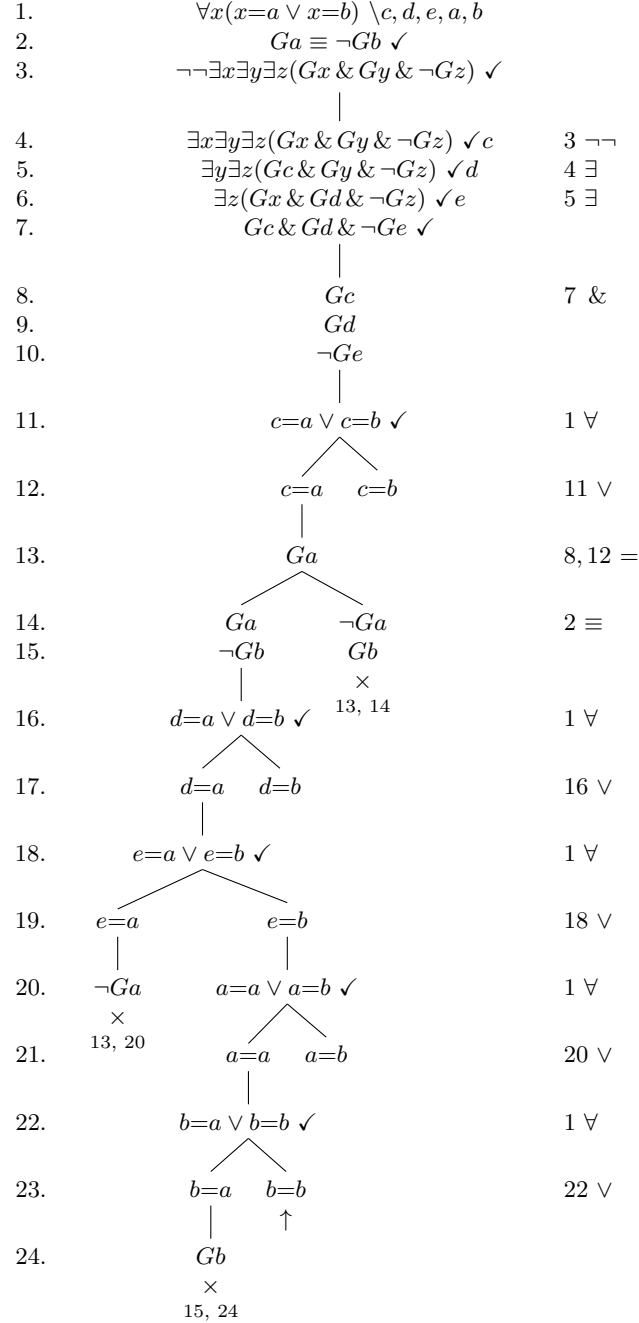 1. ∀x(x=a ∨ x=b) \c, d, e, a, b
2. Ga ≡ ¬Gb ✓
3. ¬¬∃x∃y∃z(Gx & Gy & ¬Gz) ✓
4. ∃x∃y∃z(Gx & Gy & ¬Gz) ✓c 3 ¬¬
5. ∃y∃z(Gc & Gy & ¬Gz) ✓d 4 ∃
6. ∃z(Gx & Gd & ¬Gz) ✓e 5 ∃
7. Gc & Gd & ¬Ge ✓
8. Gc 7 &
9. Gd
10. ¬Ge
11. c=a ∨ c=b ✓ 1 ∀
12. c=a c=b 11 ∨
13. Ga 8, 12 =
14. Ga ¬Ga 2 ≡
15. ¬Gb Gb
×
13, 14
16. d=a ∨ d=b ✓ 1 ∀
17. d=a d=b 16 ∨
18. e=a ∨ e=b ✓ 1 ∀
19. e=a e=b 18 ∨
20. ¬Ga a=a ∨ a=b ✓ 1 ∀
×
13, 20
21. a=a a=b 20 ∨
22. b=a ∨ b=b ✓ 1 ∀
23. b=a b=b 22 ∨
↑
24. Gb
×
15, 24